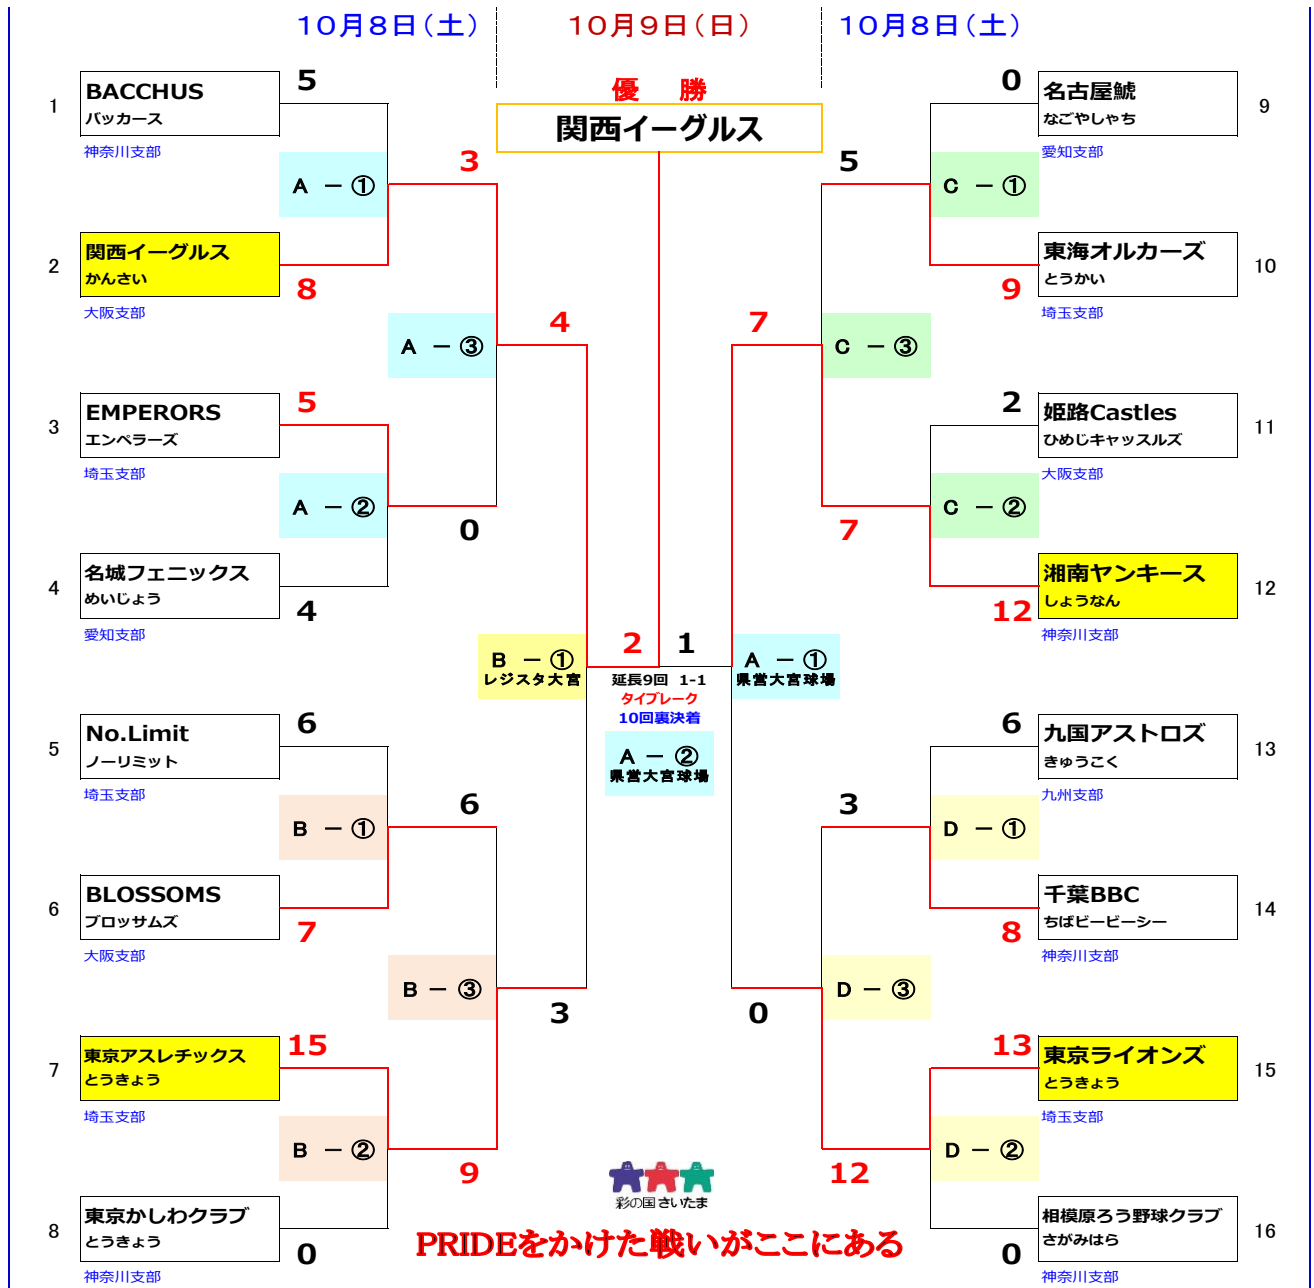 10月8日(土) 10月9日(日) 10月8日(土)
優 勝
関西イーグルス
1 BACCHUS 5
バッカース
神奈川支部
A - ① 3
2 関西イーグルス
かんさい 8
大阪支部
A - ③ 4
3 EMPERORS 5
エンペラーズ
埼玉支部
A - ② 0
4 名城フェニックス
めいじょう 4
愛知支部
B - ①
レジスタ大宮
5 No.Limit 6
ノーリミット
埼玉支部
B - ① 6
6 BLOSSOMS
ブロッサムズ 7
大阪支部
B - ③ 3
7 東京アスレチックス 15
とうきょう
埼玉支部
B - ② 9
8 東京かしわクラブ
とうきょう 0
神奈川支部
2 1
延長9回 1-1
タイブレーク
10回裏決着
A - ②
県営大宮球場
0 名古屋鯱 9
なごやしゃち
愛知支部
5 C - ①
東海オルカーズ 10
9 とうかい
埼玉支部
7 C - ③
2 姫路Castles 11
ひめじキャッスルズ
大阪支部
7 C - ②
湘南ヤンキース 12
12 しょうなん
神奈川支部
A - ①
県営大宮球場
6 九国アストロズ 13
きゅうこく
九州支部
3 D - ①
千葉BBC 14
8 ちばビービーシー
神奈川支部
0 D - ③
13 東京ライオンズ 15
とうきょう
埼玉支部
12 D - ②
相模原ろう野球クラブ 16
0 さがみはら
神奈川支部
彩の国さいたま
PRIDEをかけた戦いがここにある